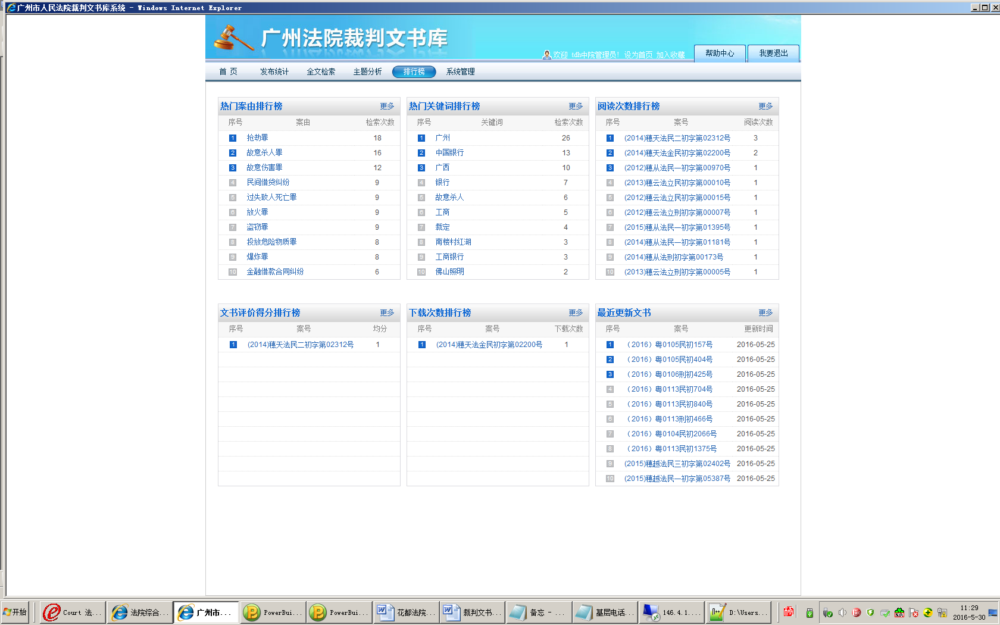 广州市人民法院裁判文书库系统 - Windows Internet Explorer
广州法院裁判文书库
欢迎 tdh中院管理员! 设为首页 加入收藏
帮助中心
我要退出
首 页 发布统计 全文检索 主题分析 排行榜 系统管理
热门案由排行榜 更多
序号 案由 检索次数
1 抢劫罪 18
2 故意杀人罪 16
3 故意伤害罪 12
4 民间借贷纠纷 9
5 过失致人死亡罪 9
6 放火罪 9
7 盗窃罪 9
8 投放危险物质罪 8
9 爆炸罪 8
10 金融借款合同纠纷 6
热门关键词排行榜 更多
序号 关键词 检索次数
1 广州 26
2 中国银行 13
3 广西 10
4 银行 7
5 故意杀人 6
6 工商 5
7 裁定 4
8 南楼村红湖 3
9 工商银行 3
10 佛山照明 2
阅读次数排行榜 更多
序号 案号 阅读次数
1 (2014)穗天法民二初字第02312号 3
2 (2014)穗天法金民初字第02200号 2
3 (2012)穗从法民一初字第00970号 1
4 (2013)穗云法立民初字第00010号 1
5 (2012)穗云法立民初字第00015号 1
6 (2012)穗云法立刑初字第00007号 1
7 (2015)穗从法民一初字第01395号 1
8 (2014)穗从法民一初字第01181号 1
9 (2014)穗从法刑初字第00173号 1
10 (2013)穗云法立刑初字第00005号 1
文书评价得分排行榜 更多
序号 案号 均分
1 (2014)穗天法民二初字第02312号 1
下载次数排行榜 更多
序号 案号 下载次数
1 (2014)穗天法金民初字第02200号 1
最近更新文书 更多
序号 案号 更新时间
1 （2016）粤0105民初157号 2016-05-25
2 （2016）粤0105民初404号 2016-05-25
3 （2016）粤0106刑初425号 2016-05-25
4 （2016）粤0113民初704号 2016-05-25
5 （2016）粤0113民初840号 2016-05-25
6 （2016）粤0113刑初466号 2016-05-25
7 （2016）粤0104民初2066号 2016-05-25
8 （2016）粤0113民初1375号 2016-05-25
9 (2015)穗越法民三初字第02402号 2016-05-25
10 (2015)穗越法民一初字第05387号 2016-05-25
开始 Court 法... 法院综合... 广州市... PowerBui... PowerBui... 花都法院... 裁判文书... 备忘 - ... 基层电话... 146.4.1.... D:\Users...
11:29
2016-5-30